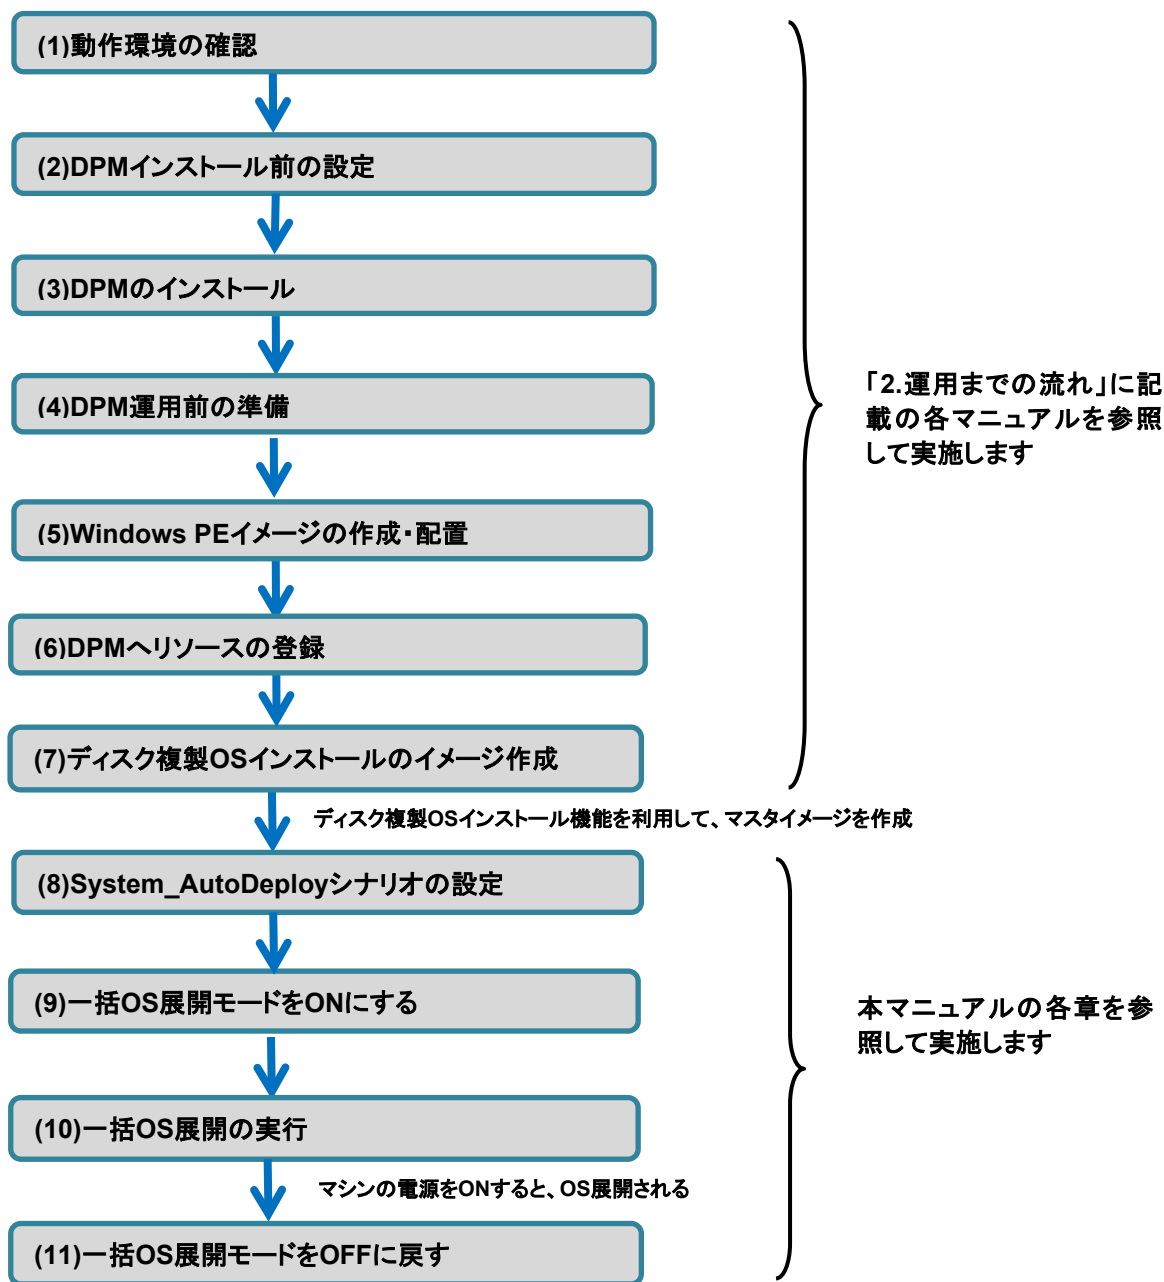 (1)動作環境の確認
(2)DPMインストール前の設定
(3)DPMのインストール
(4)DPM運用前の準備
「2.運用までの流れ」に記
載の各マニュアルを参照
して実施します
(5)Windows PEイメージの作成・配置
(6)DPMへリソースの登録
(7)ディスク複製OSインストールのイメージ作成
ディスク複製OSインストール機能を利用して、マスタイメージを作成
(8)System_AutoDeployシナリオの設定
(9)一括OS展開モードをONにする
本マニュアルの各章を参
照して実施します
(10)一括OS展開の実行
マシンの電源をONすると、OS展開される
(11)一括OS展開モードをOFFに戻す